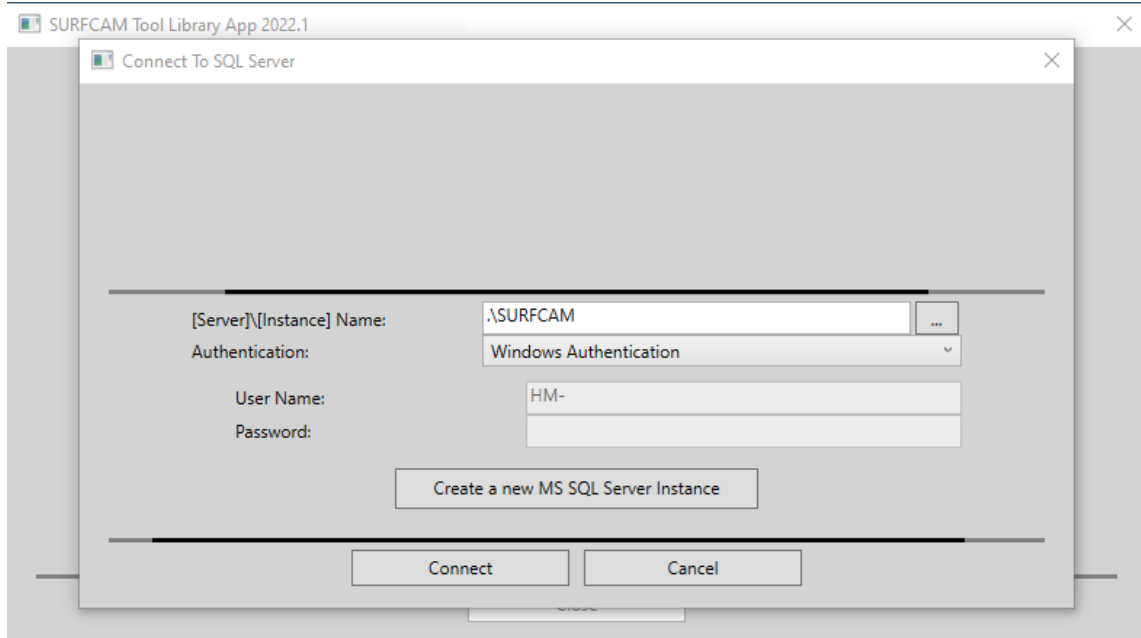 SURFCAM Tool Library App 2022.1
Connect To SQL Server
[Server]\[Instance] Name:
.\SURFCAM
...
Authentication:
Windows Authentication
User Name:
HM-
Password:
Create a new MS SQL Server Instance
Connect
Cancel
Close